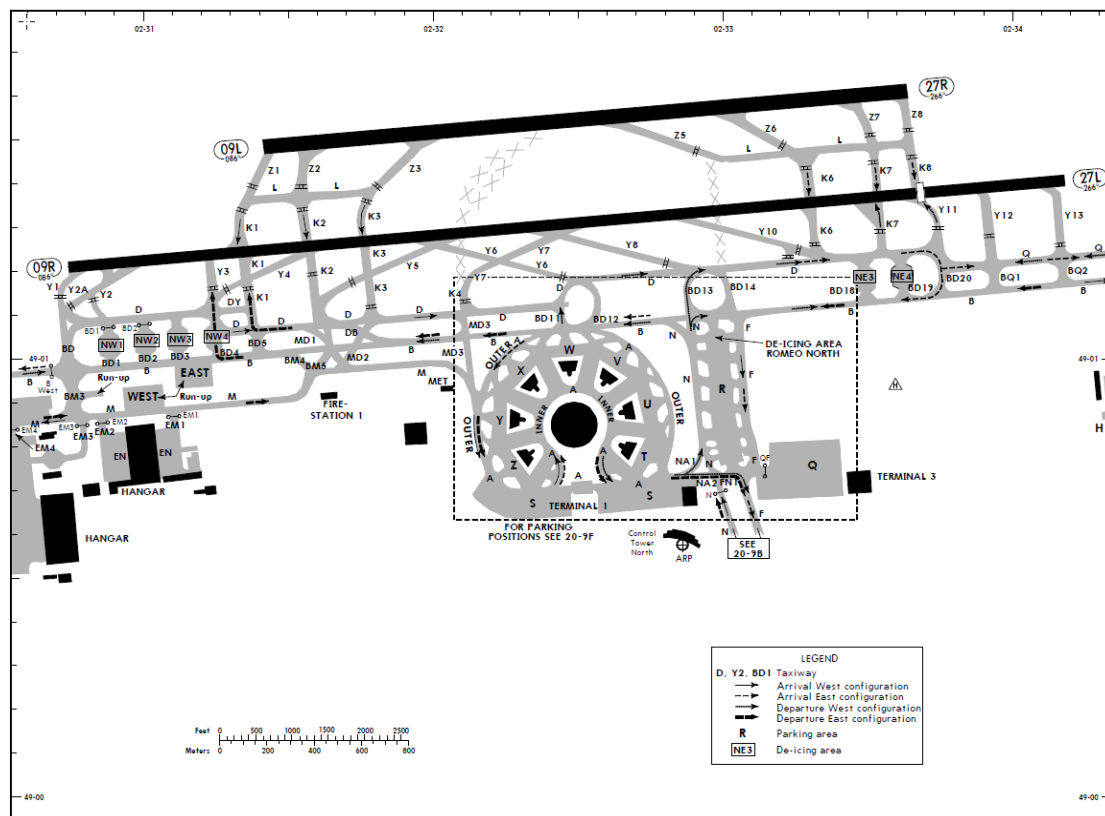 02-31
02-32
02-33
02-34
27R
266°
Z7
Z8
Z6
Z5
L
09L
086°
Z1
Z2
Z3
L
L
L
K6
K7
K8
27L
266°
K1
K2
K3
K6
K7
Y11
Y12
Y13
Y10
09R
086°
Y1
Y2A
Y2
Y3
K1
Y4
K2
K3
Y5
Y6
Y7
Y6
Y8
K3
Y7
K4
D
D
BD13
BD14
BD18
NE3
NE4
BD19
BD20
Q
BQ1
BQ2
Q
B
B
DY
K1
D
D
D
DB
D
MD3
D
BD11
BD12
B
N
F
BD
BD1
BD2
NW1
NW2
NW3
NW4
BD1
BD2
BD3
BD4
BD5
MD1
MD2
MD3
B
B
B
BM4
BM5
49-01
49-01
B
B
West
BM3
Run-up
EAST
WEST
Run-up
M
M
M
MET
FIRE-
STATION 1
M
EM4
EM3
EM2
EM1
EM4
EM3
EM2
EM1
EN
EN
HANGAR
HANGAR
OUTER
OUTER
OUTER
INNER
INNER
W
V
X
U
Y
T
Z
A
A
A
A
A
A
A
S
S
TERMINAL 1
N
N
N
R
F
F
F
DE-ICING AREA
ROMEO NORTH
NA1
NA2
FN1
QF
Q
TERMINAL 3
N
N
H
FOR PARKING
POSITIONS SEE 20-9F
Control
Tower
North
ARP
SEE
20-9B
LEGEND
D, Y2, BD1 Taxiway
Arrival West configuration
Arrival East configuration
Departure West configuration
Departure East configuration
R Parking area
NE3 De-icing area
Feet 0 500 1000 1500 2000 2500
Meters 0 200 400 600 800
49-00
49-00